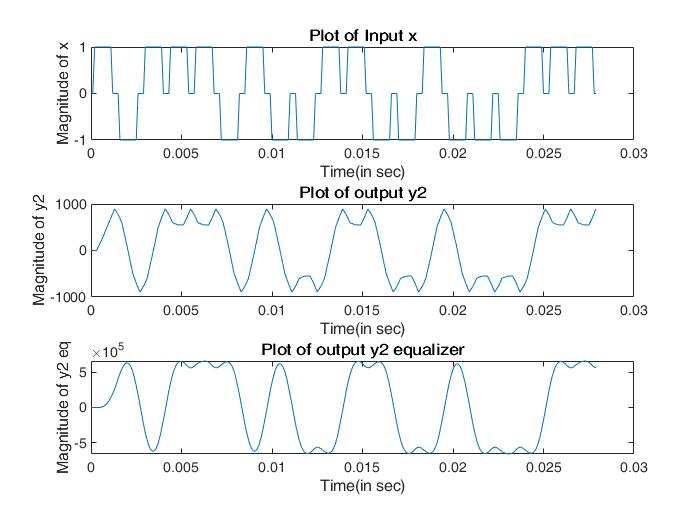 Plot of Input x
Magnitude of x
1
0
-1
0 0.005 0.01 0.015 0.02 0.025 0.03
Time(in sec)
Plot of output y2
Magnitude of y2
1000
0
-1000
0 0.005 0.01 0.015 0.02 0.025 0.03
Time(in sec)
Plot of output y2 equalizer
Magnitude of y2 eq
×10^5
5
0
-5
0 0.005 0.01 0.015 0.02 0.025 0.03
Time(in sec)